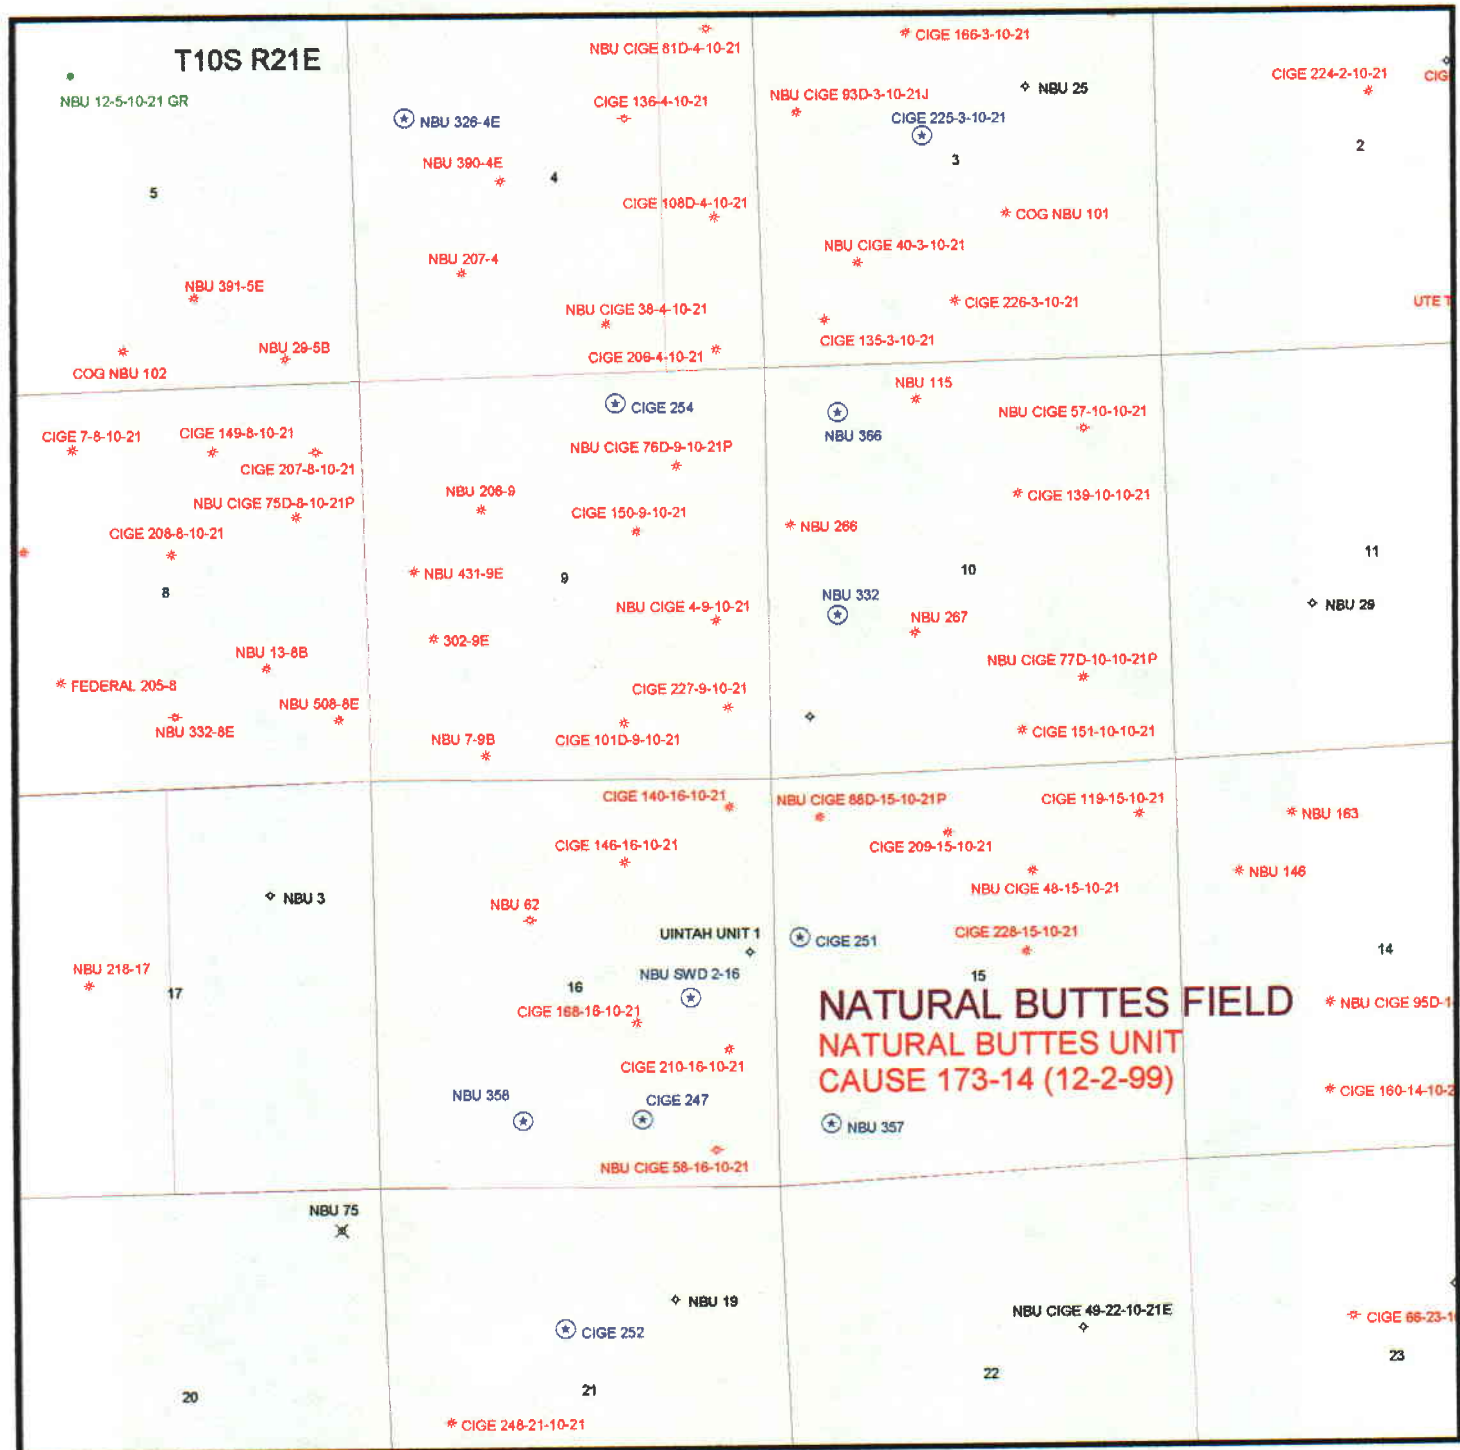 T10S R21E
NBU 12-5-10-21 GR
5
NBU 391-5E
NBU 29-5B
COG NBU 102
NBU CIGE 81D-4-10-21
CIGE 136-4-10-21
NBU 326-4E
NBU 390-4E
4
CIGE 108D-4-10-21
NBU 207-4
NBU CIGE 38-4-10-21
CIGE 206-4-10-21
CIGE 166-3-10-21
NBU 25
NBU CIGE 93D-3-10-21J
CIGE 225-3-10-21
3
COG NBU 101
NBU CIGE 40-3-10-21
CIGE 226-3-10-21
CIGE 135-3-10-21
CIGE 224-2-10-21
CIG
2
UTE T
CIGE 7-8-10-21
CIGE 149-8-10-21
CIGE 207-8-10-21
NBU CIGE 75D-8-10-21P
CIGE 208-8-10-21
8
NBU 13-8B
FEDERAL 205-8
NBU 508-8E
NBU 332-8E
CIGE 254
NBU CIGE 76D-9-10-21P
NBU 206-9
CIGE 150-9-10-21
NBU 431-9E
9
NBU CIGE 4-9-10-21
302-9E
CIGE 227-9-10-21
NBU 7-9B
CIGE 101D-9-10-21
NBU 115
NBU 366
NBU CIGE 57-10-10-21
CIGE 139-10-10-21
NBU 266
10
NBU 332
NBU 267
NBU CIGE 77D-10-10-21P
CIGE 151-10-10-21
11
NBU 29
NBU 3
NBU 218-17
17
CIGE 140-16-10-21
CIGE 146-16-10-21
NBU 62
UINTAH UNIT 1
NBU SWD 2-16
16
CIGE 168-16-10-21
CIGE 210-16-10-21
NBU 358
CIGE 247
NBU CIGE 58-16-10-21
NBU CIGE 88D-15-10-21P
CIGE 119-15-10-21
CIGE 209-15-10-21
NBU CIGE 48-15-10-21
CIGE 251
CIGE 228-15-10-21
15
NATURAL BUTTES FIELD
NATURAL BUTTES UNIT
CAUSE 173-14 (12-2-99)
NBU 357
NBU 163
NBU 146
14
NBU CIGE 95D-1
CIGE 160-14-10-2
NBU 75
20
NBU 19
CIGE 252
21
CIGE 248-21-10-21
NBU CIGE 49-22-10-21E
22
CIGE 66-23-1
23